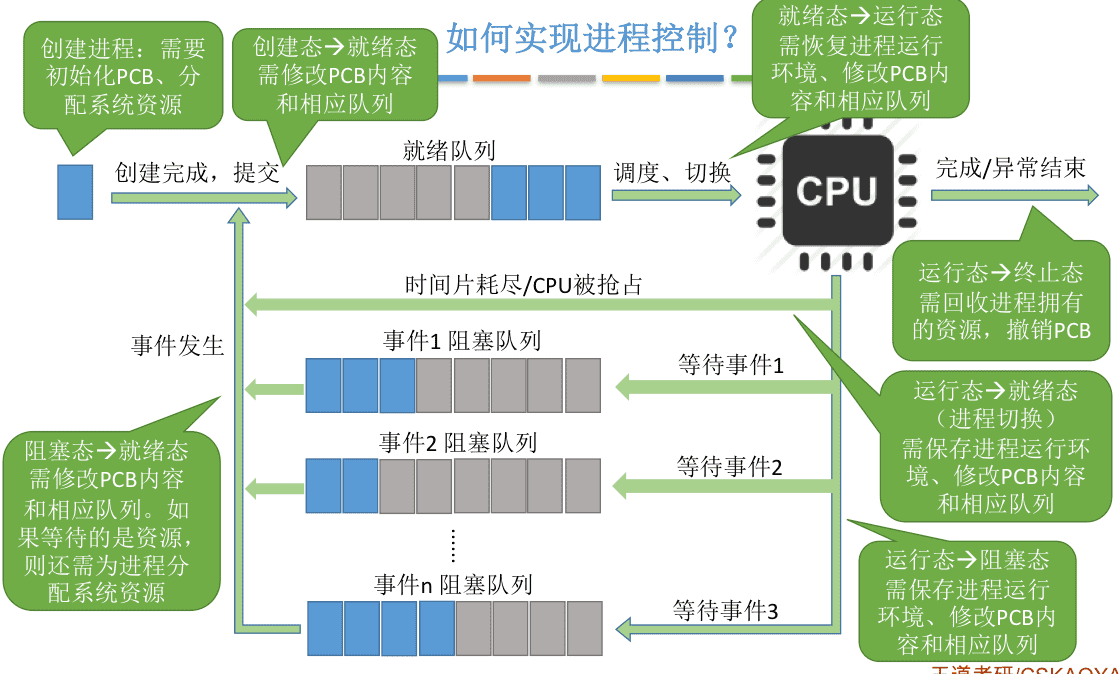 如何实现进程控制？
创建进程：需要
初始化PCB、分
配系统资源
创建态→就绪态
需修改PCB内容
和相应队列
就绪态→运行态
需恢复进程运行
环境、修改PCB内
容和相应队列
创建完成，提交
就绪队列
调度、切换
CPU
完成/异常结束
运行态→终止态
需回收进程拥有
的资源，撤销PCB
时间片耗尽/CPU被抢占
事件发生
事件1 阻塞队列
等待事件1
运行态→就绪态
（进程切换）
需保存进程运行环
境、修改PCB内容
和相应队列
阻塞态→就绪态
需修改PCB内容
和相应队列。如
果等待的是资源，
则还需为进程分
配系统资源
事件2 阻塞队列
等待事件2
......
事件n 阻塞队列
等待事件3
运行态→阻塞态
需保存进程运行
环境、修改PCB内
容和相应队列